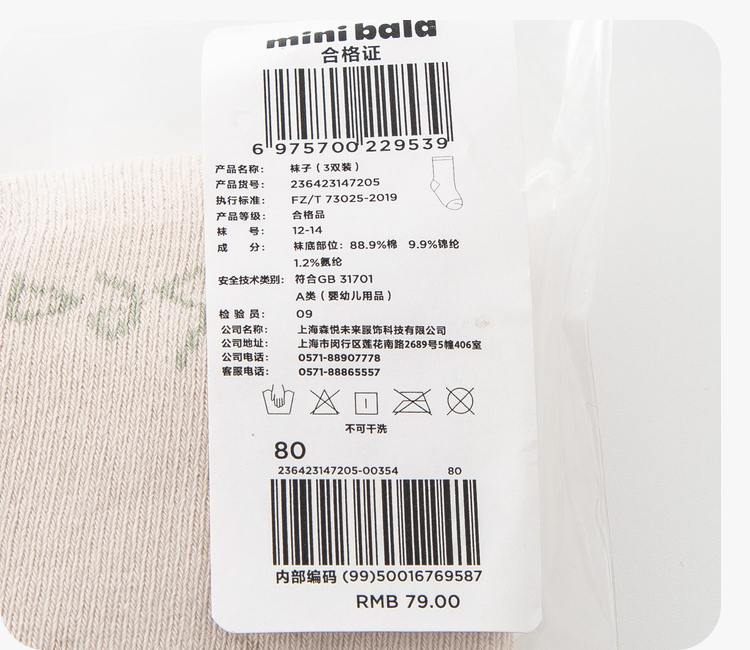 mini bala
合格证
6 975700 229539
产品名称： 袜子（3双装）
产品货号： 236423147205
执行标准： FZ/T 73025-2019
产品等级： 合格品
袜 号： 12-14
成 分： 袜底部位：88.9%棉 9.9%锦纶
1.2%氨纶
安全技术类别： 符合GB 31701
A类（婴幼儿用品）
检 验 员： 09
公司名称： 上海森悦未来服饰科技有限公司
公司地址： 上海市闵行区莲花南路2689号5幢406室
公司电话： 0571-88907778
客服电话： 0571-88865557
不可干洗
80
236423147205-00354 80
内部编码 (99)50016769587
RMB 79.00